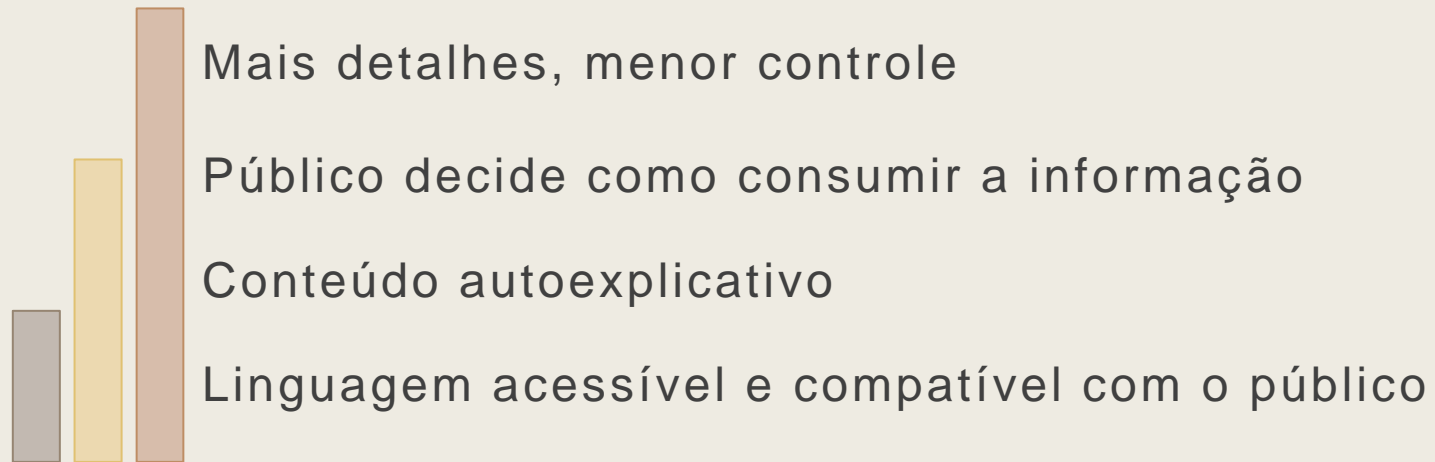 Mais detalhes, menor controle
Público decide como consumir a informação
Conteúdo autoexplicativo
Linguagem acessível e compatível com o público